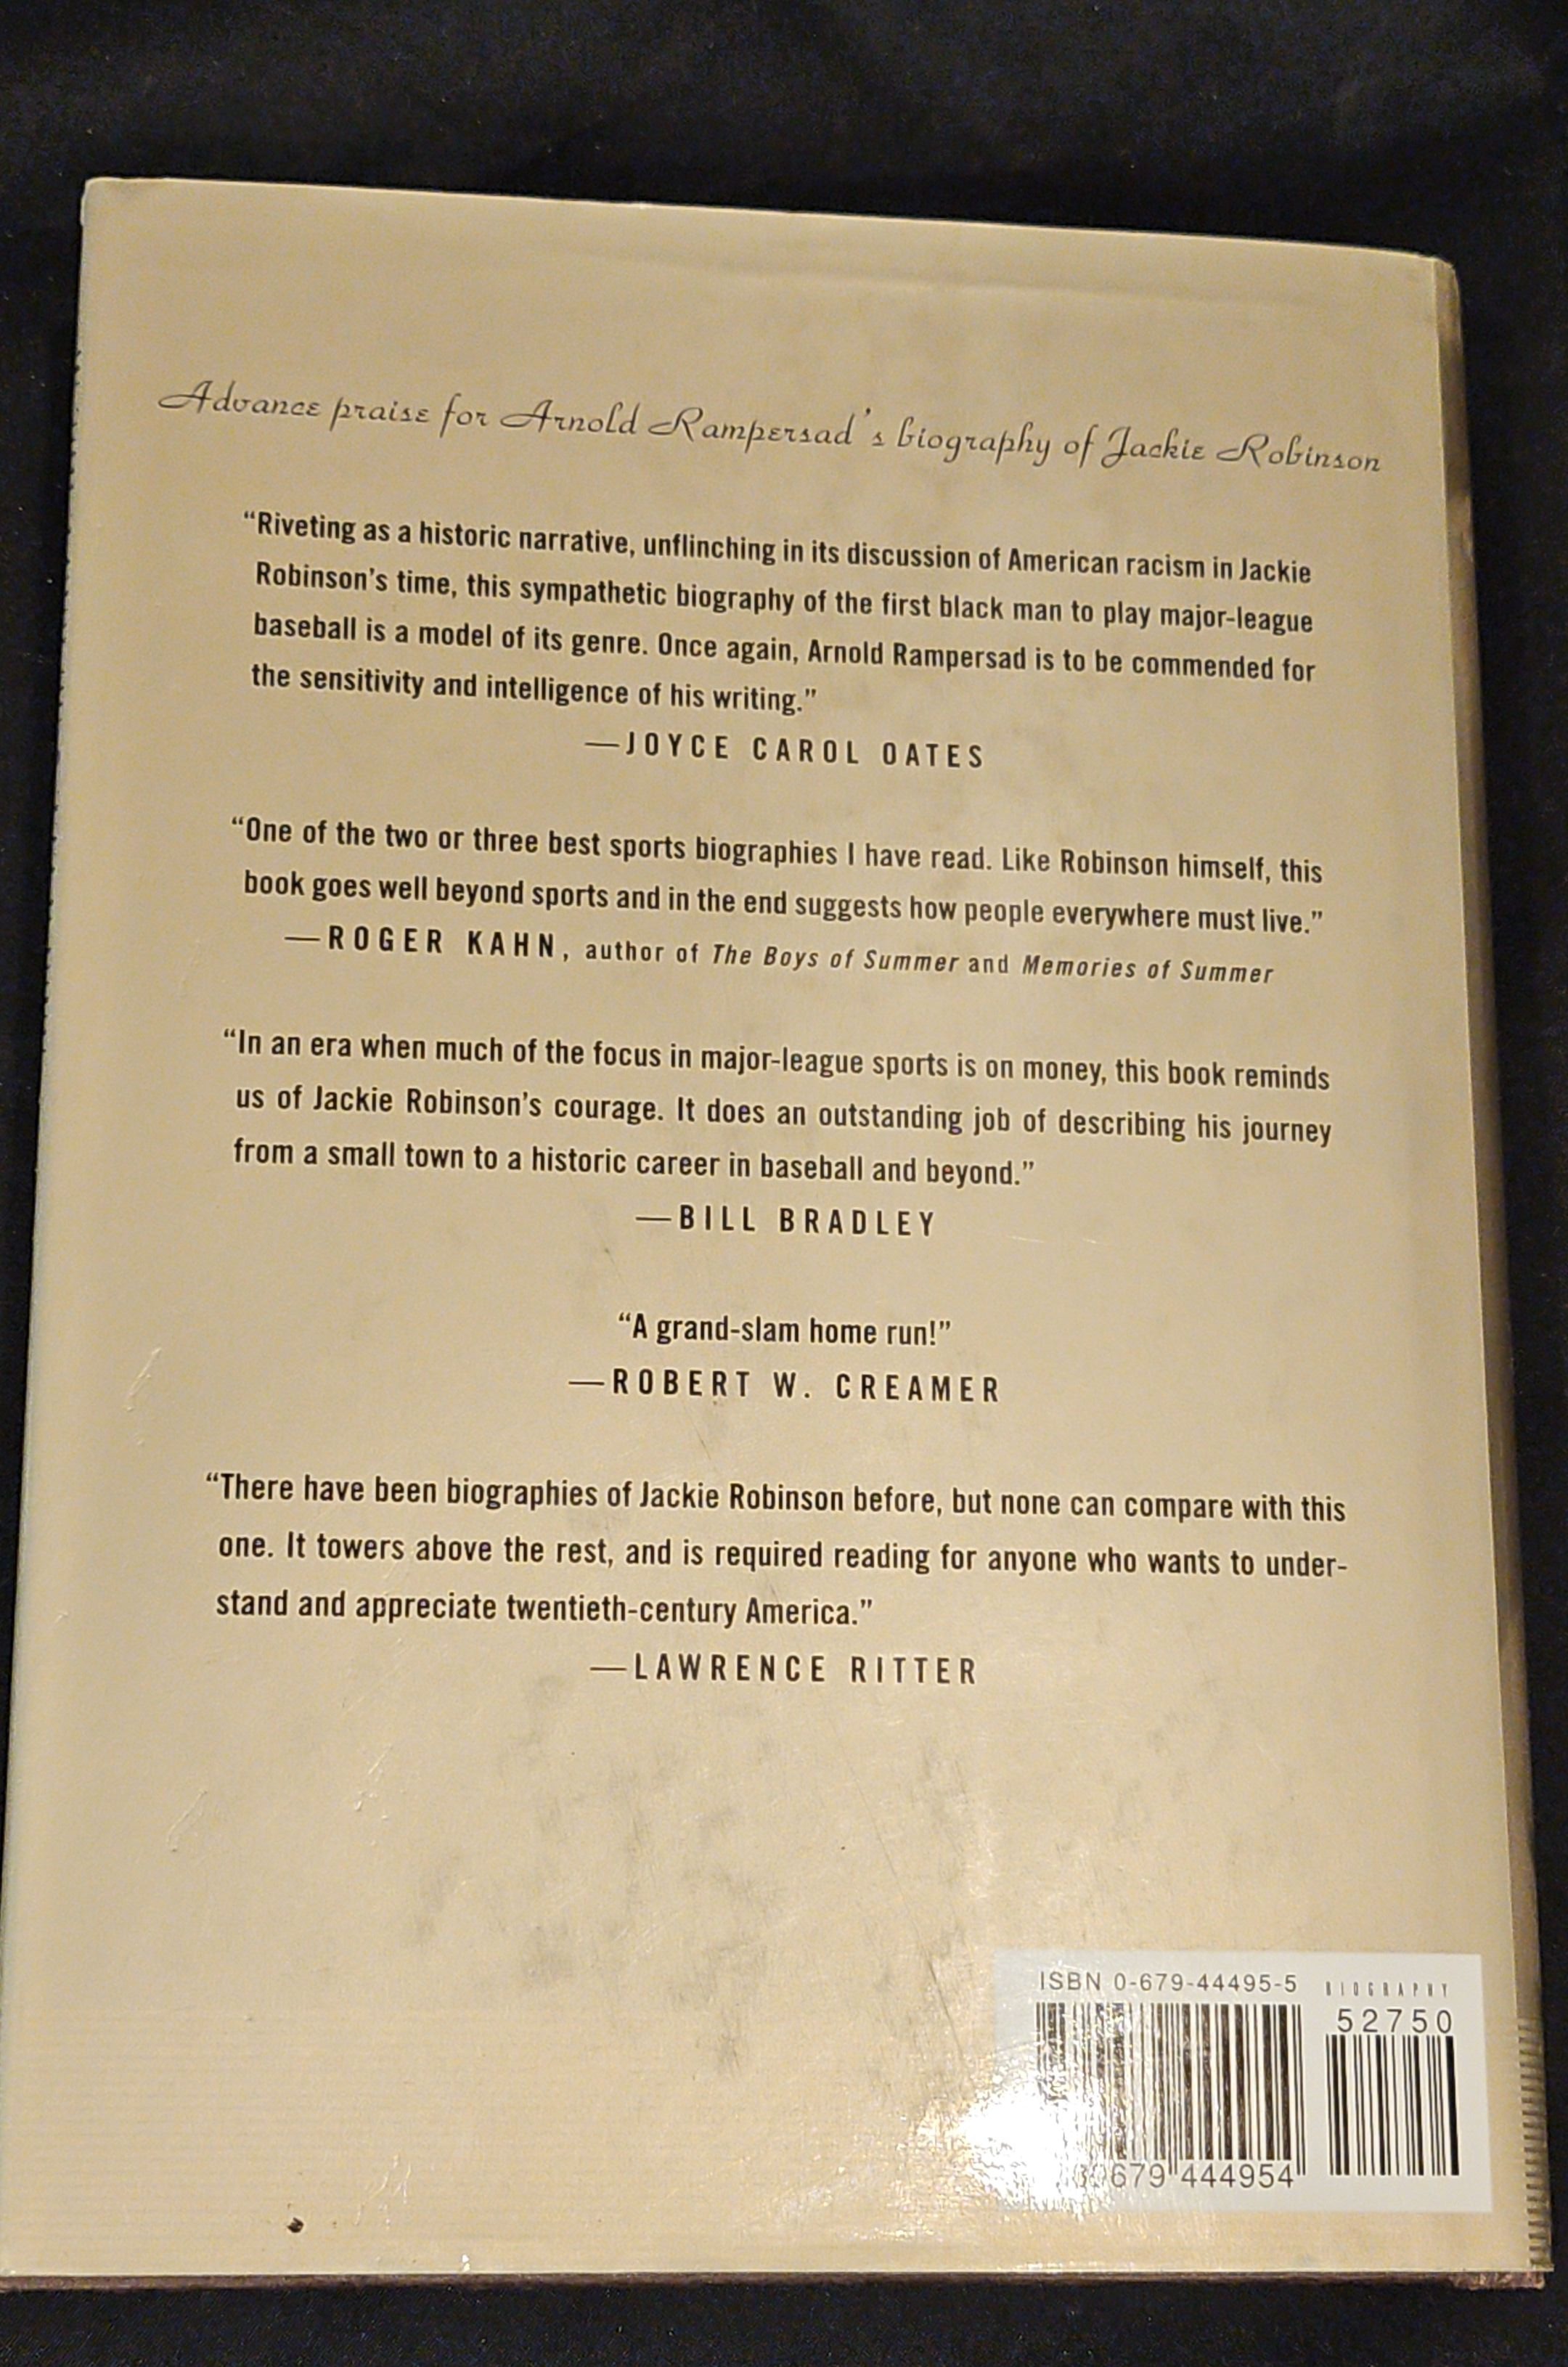 Advance praise for Arnold Rampersad's biography of Jackie Robinson
“Riveting as a historic narrative, unflinching in its discussion of American racism in Jackie
Robinson’s time, this sympathetic biography of the first black man to play major-league
baseball is a model of its genre. Once again, Arnold Rampersad is to be commended for
the sensitivity and intelligence of his writing.”
—JOYCE CAROL OATES
“One of the two or three best sports biographies I have read. Like Robinson himself, this
book goes well beyond sports and in the end suggests how people everywhere must live.”
—ROGER KAHN, author of The Boys of Summer and Memories of Summer
“In an era when much of the focus in major-league sports is on money, this book reminds
us of Jackie Robinson’s courage. It does an outstanding job of describing his journey
from a small town to a historic career in baseball and beyond.”
—BILL BRADLEY
“A grand-slam home run!”
—ROBERT W. CREAMER
“There have been biographies of Jackie Robinson before, but none can compare with this
one. It towers above the rest, and is required reading for anyone who wants to under-
stand and appreciate twentieth-century America.”
—LAWRENCE RITTER
ISBN 0-679-44495-5 BIOGRAPHY
52750
679 444954